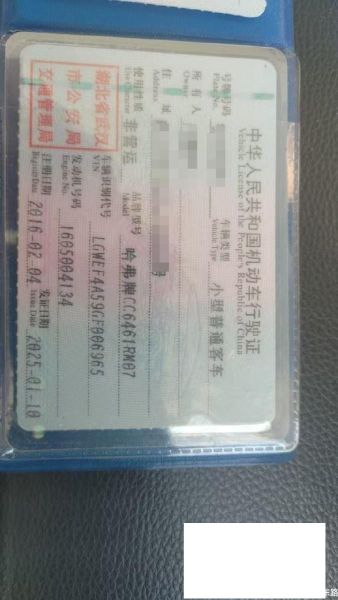 中华人民共和国机动车行驶证
Vehicle License of the People's Republic of China
号牌号码
Plate No.
车辆类型
Vehicle Type
小型普通客车
所有人
Owner
住址
Address
使用性质
Use Character
非营运
品牌型号
Model
哈弗牌CC6461RM07
湖北省武汉市公安局交通管理局
车辆识别代号
VIN
LGWEF4A59GF006965
发动机号码
Engine No.
1605004134
注册日期
Register Date
2016-02-04
发证日期
Issue Date
2025-01-10